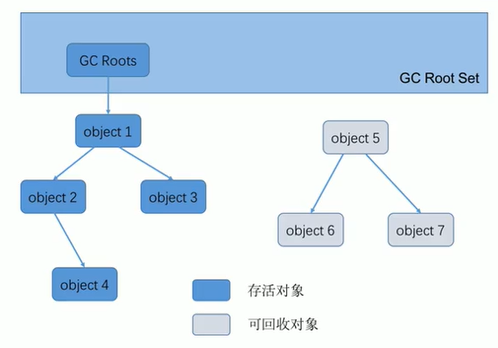 GC Roots
GC Root Set
object 1
object 5
object 2
object 3
object 6
object 7
object 4
存活对象
可回收对象